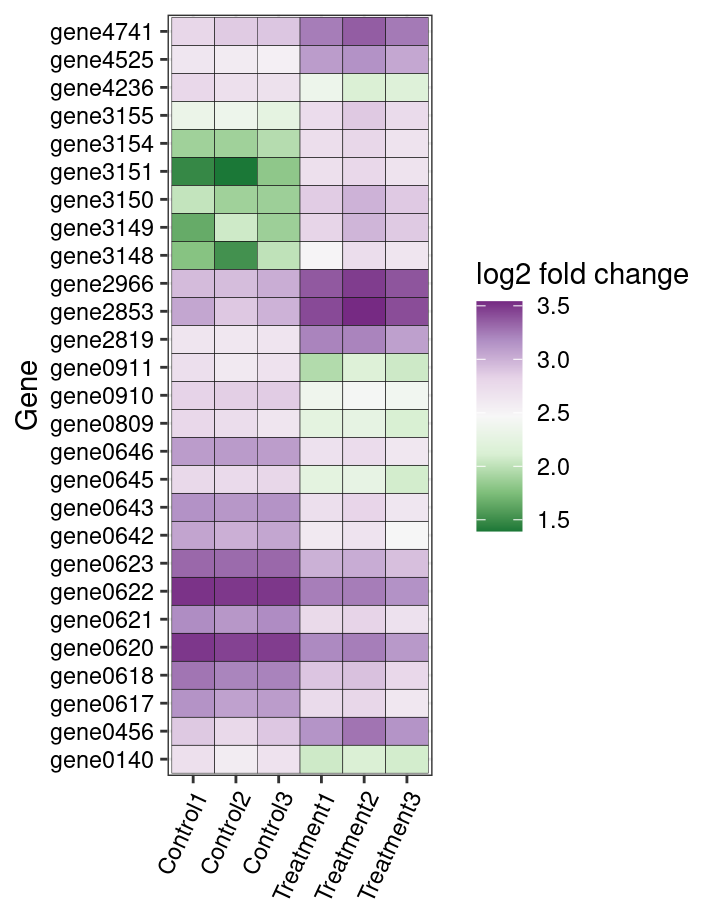 gene4741
gene4525
gene4236
gene3155
gene3154
gene3151
gene3150
gene3149
gene3148
gene2966
gene2853
gene2819
gene0911
gene0910
gene0809
gene0646
gene0645
gene0643
gene0642
gene0623
gene0622
gene0621
gene0620
gene0618
gene0617
gene0456
gene0140
Gene
Control1
Control2
Control3
Treatment1
Treatment2
Treatment3
log2 fold change
3.5
3.0
2.5
2.0
1.5